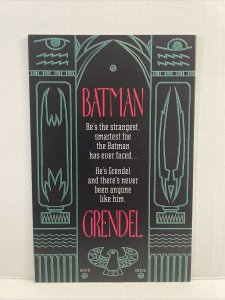 BATMAN
He's the strangest,
smartest foe
the Batman
has ever faced...
He's Grendel
and there's never
been anyone
like him.
GRENDEL